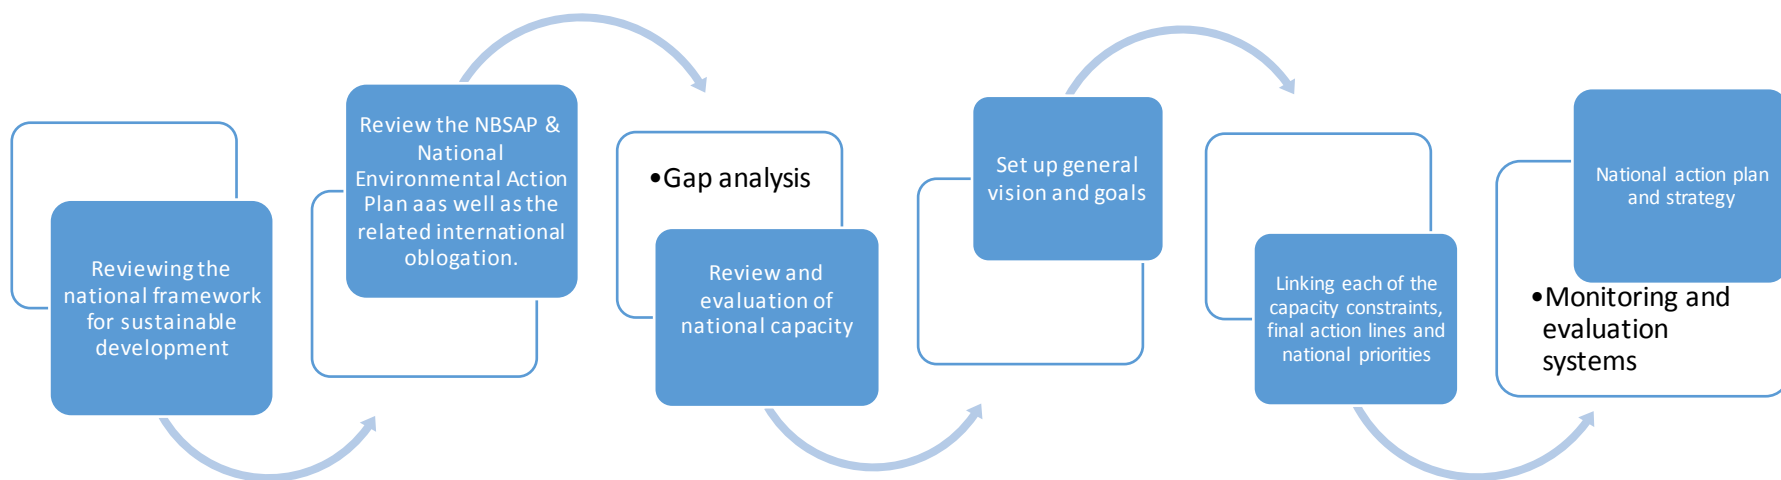 Reviewing the
national framework
for sustainable
development
Review the NBSAP &
National
Environmental Action
Plan aas well as the
related international
oblogation.
•Gap analysis
Review and
evaluation of
national capacity
Set up general
vision and goals
Linking each of the
capacity constraints,
final action lines and
national priorities
National action plan
and strategy
•Monitoring and
evaluation
systems